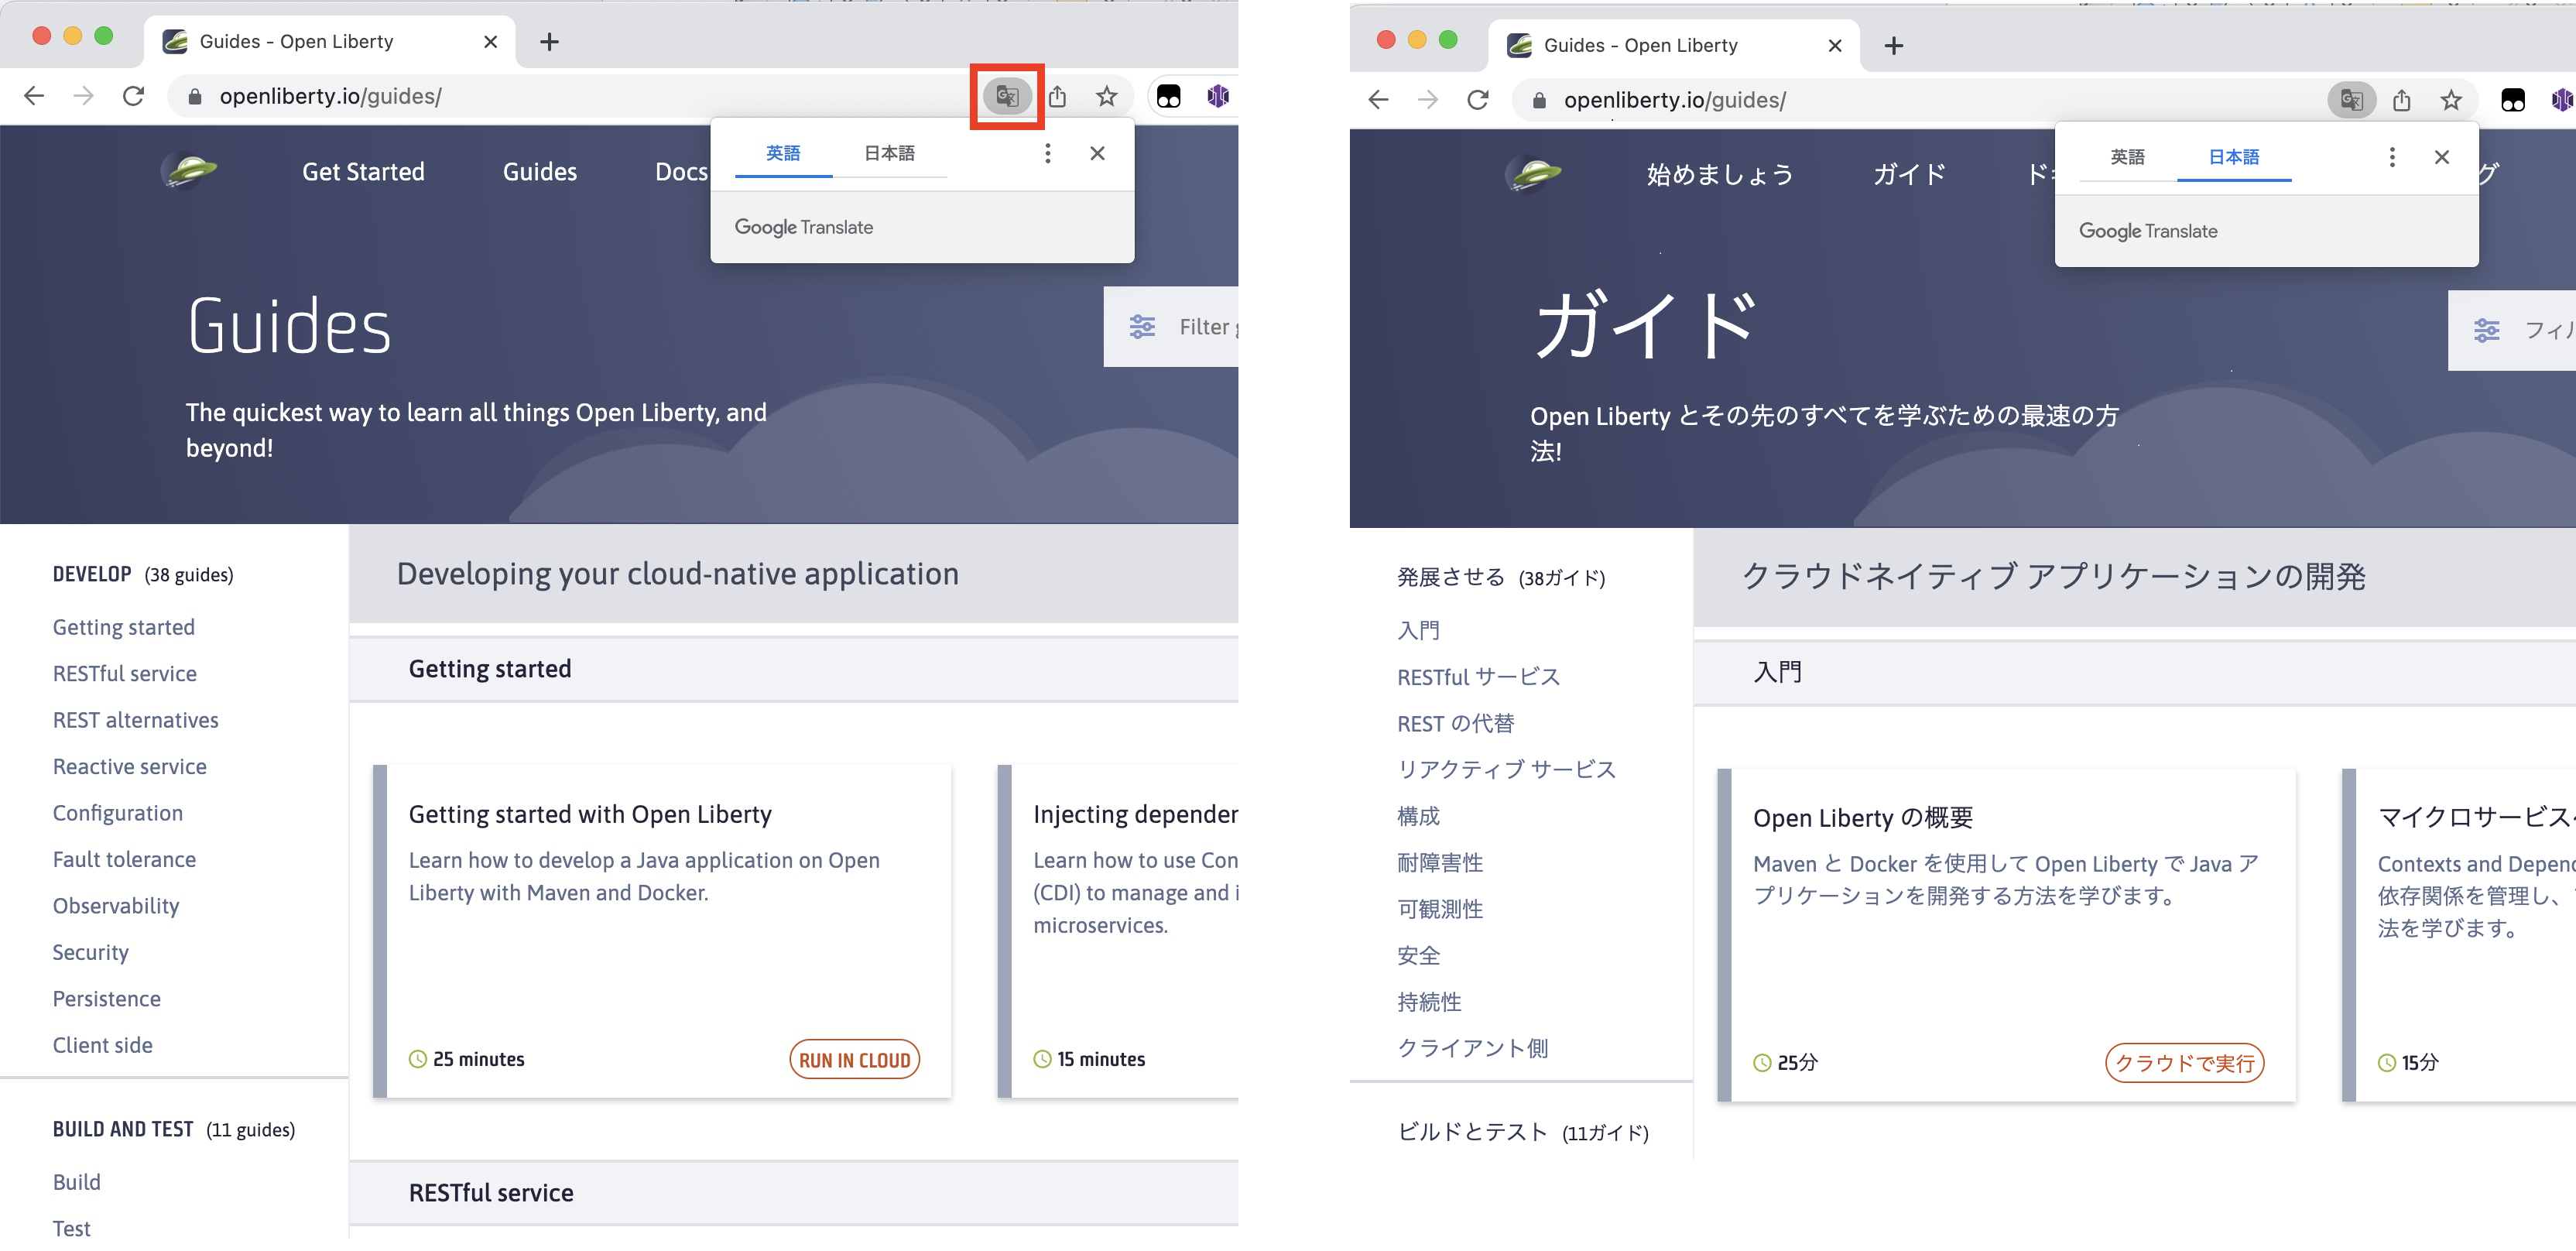 Guides - Open Liberty
openliberty.io/guides/
Get Started
Guides
Docs
英語
日本語
Google Translate
Guides
Filter
The quickest way to learn all things Open Liberty, and
beyond!
DEVELOP (38 guides)
Getting started
RESTful service
REST alternatives
Reactive service
Configuration
Fault tolerance
Observability
Security
Persistence
Client side
BUILD AND TEST (11 guides)
Build
Test
Developing your cloud-native application
Getting started
Getting started with Open Liberty
Learn how to develop a Java application on Open
Liberty with Maven and Docker.
25 minutes
RUN IN CLOUD
Injecting depender
Learn how to use Con
(CDI) to manage and i
microservices.
15 minutes
RESTful service
Guides - Open Liberty
openliberty.io/guides/
始めましょう
ガイド
ド
グ
英語
日本語
Google Translate
ガイド
フィル
Open Liberty とその先のすべてを学ぶための最速の方
法!
発展させる (38ガイド)
入門
RESTful サービス
REST の代替
リアクティブ サービス
構成
耐障害性
可観測性
安全
持続性
クライアント側
ビルドとテスト (11ガイド)
クラウドネイティブ アプリケーションの開発
入門
Open Liberty の概要
Maven と Docker を使用して Open Liberty で Java ア
プリケーションを開発する方法を学びます。
25分
クラウドで実行
マイクロサービス
Contexts and Depend
依存関係を管理し、
法を学びます。
15分